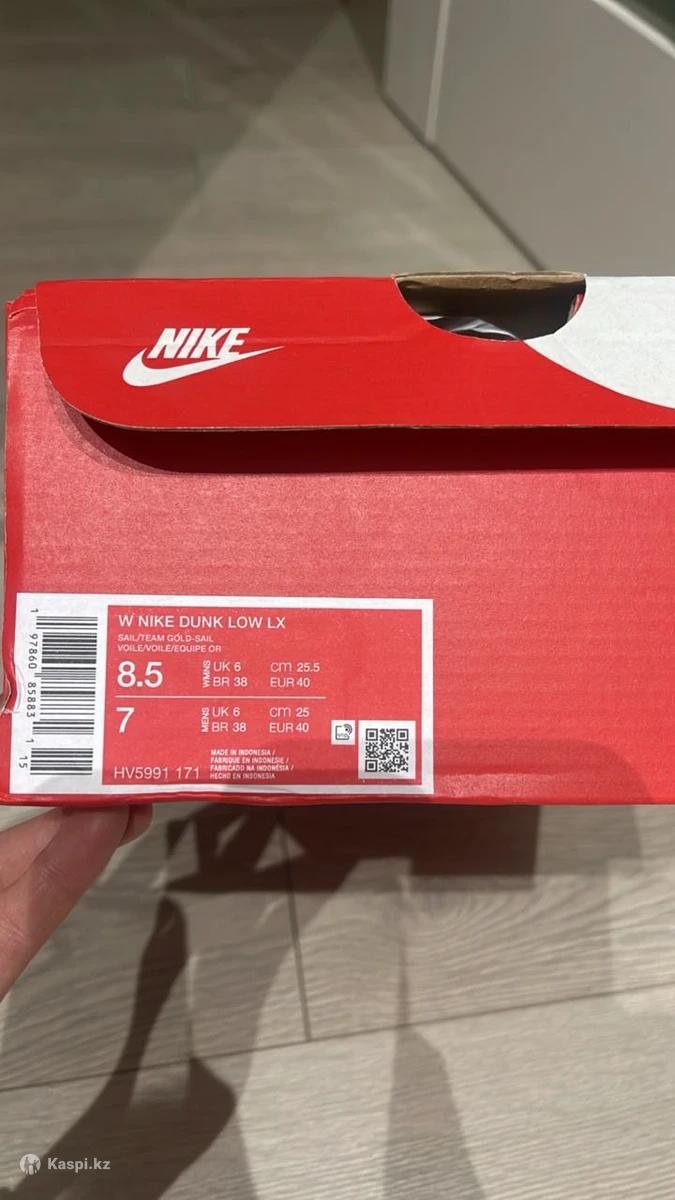 NIKE
W NIKE DUNK LOW LX
SAIL/TEAM GOLD-SAIL
VOILE/VOILE/EQUIPE OR
8.5 WMNS UK 6 cm 25.5
BR 38 EUR 40
7 MENS UK 6 cm 25
BR 38 EUR 40
MADE IN INDONESIA /
FABRIQUE EN INDONESIE /
FABRICADO NA INDONÉSIA /
HECHO EN INDONESIA
HV5991 171
1 97860 85883 1 15
Kaspi.kz